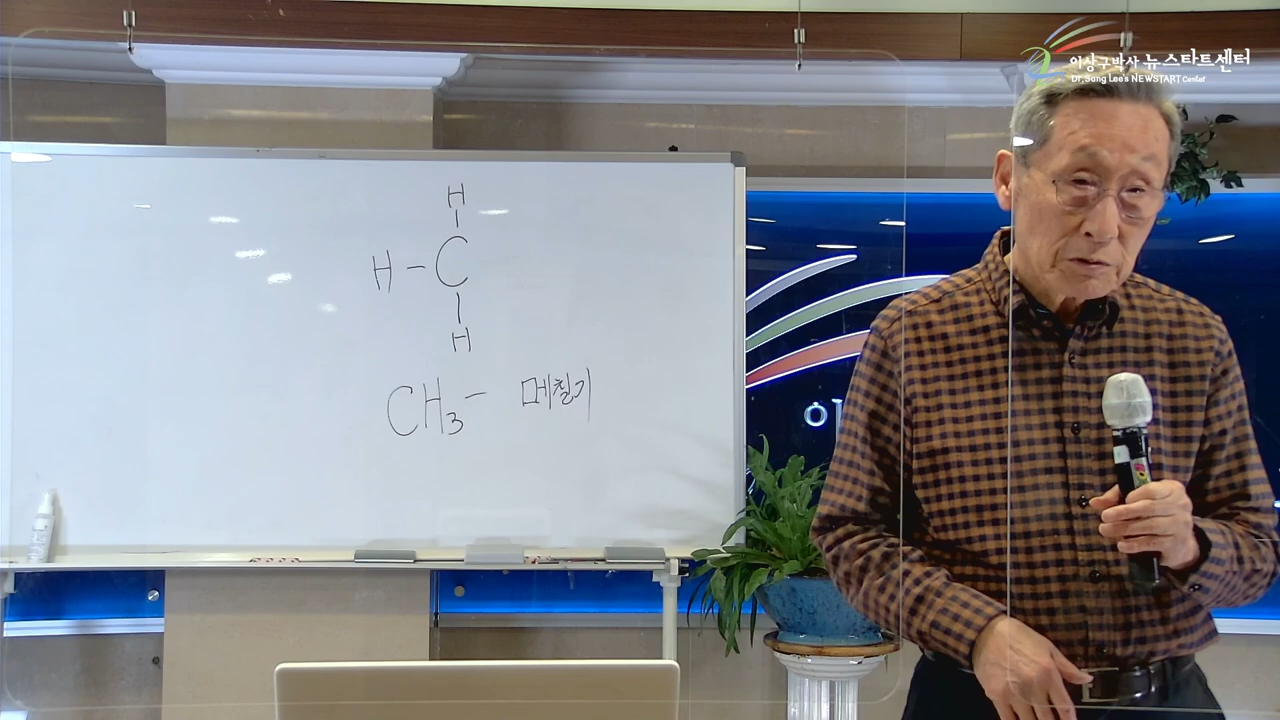 이상구박사 뉴스타트센터
Dr. Sang Lee's NEWSTART Center
H
H - C
H
CH3- 메칠기
이